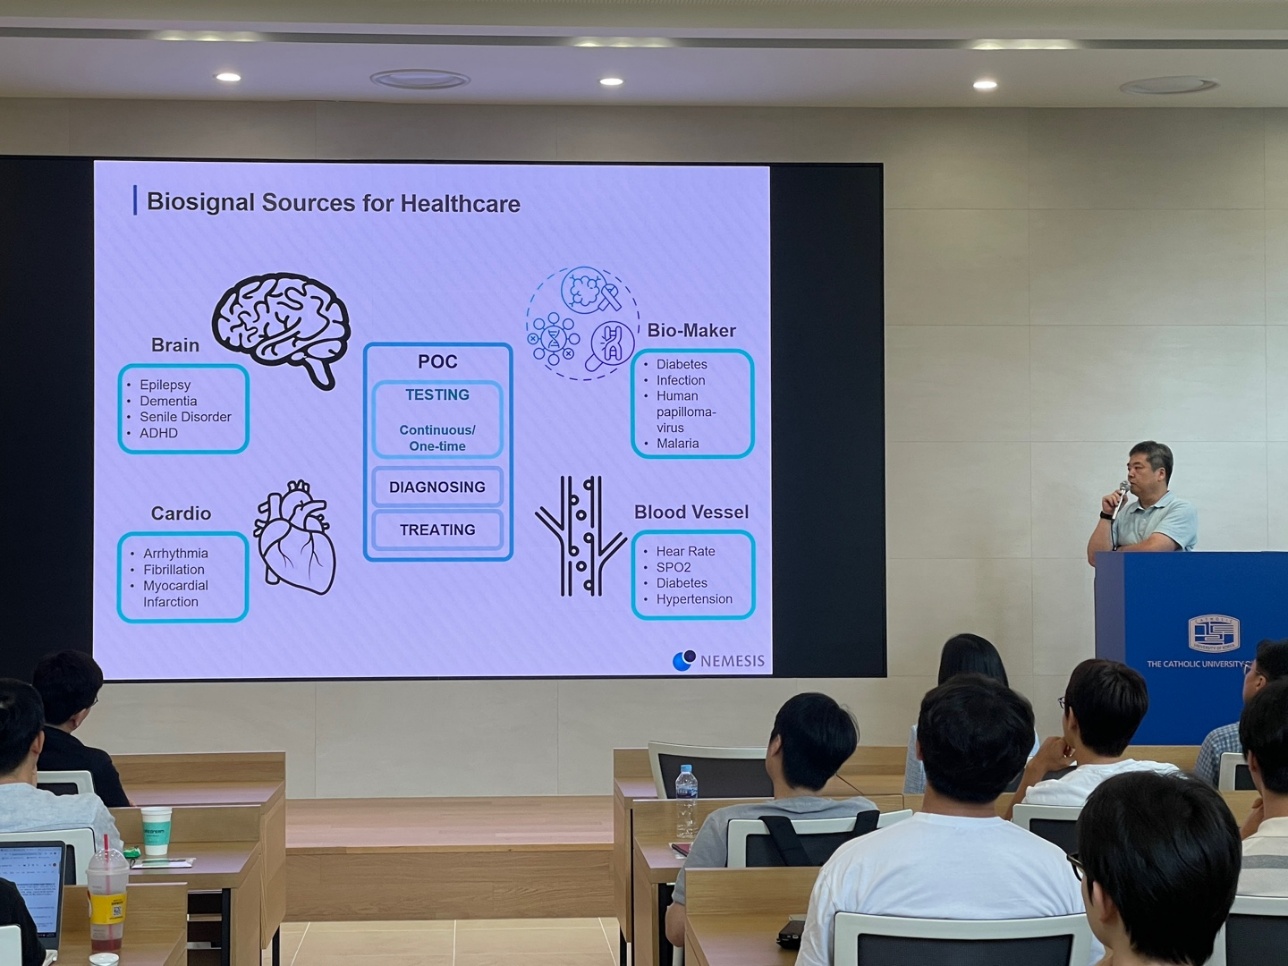 Biosignal Sources for Healthcare
Brain
• Epilepsy
• Dementia
• Senile Disorder
• ADHD
Cardio
• Arrhythmia
• Fibrillation
• Myocardial
Infarction
POC
TESTING
Continuous/
One-time
DIAGNOSING
TREATING
Bio-Maker
• Diabetes
• Infection
• Human
papilloma-
virus
• Malaria
Blood Vessel
• Hear Rate
• SPO2
• Diabetes
• Hypertension
NEMESIS
THE CATHOLIC UNIVERSITY